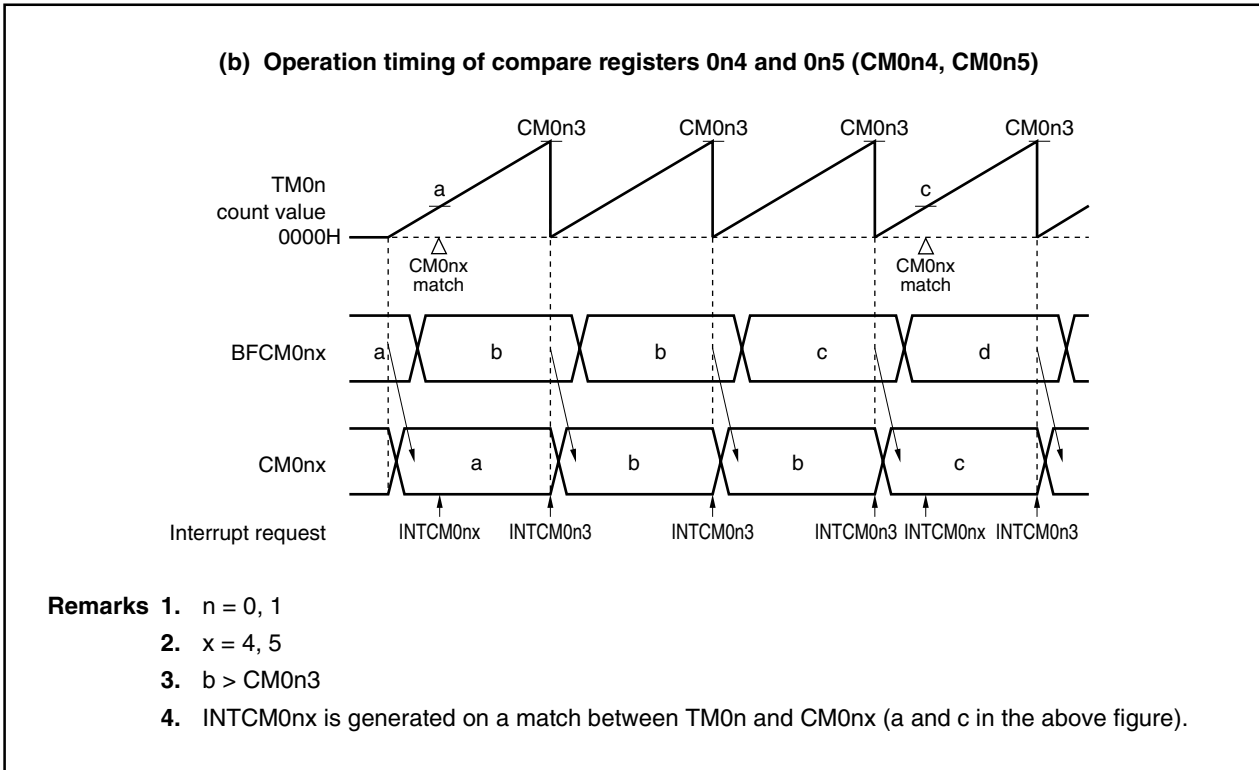 (b) Operation timing of compare registers 0n4 and 0n5 (CM0n4, CM0n5)
CM0n3 CM0n3 CM0n3 CM0n3
TM0n
count value
0000H
a c
CM0nx
match
CM0nx
match
BFCM0nx a b b c d
CM0nx a b b c
Interrupt request INTCM0nx INTCM0n3 INTCM0n3 INTCM0n3 INTCM0nx INTCM0n3
Remarks 1. n = 0, 1
2. x = 4, 5
3. b > CM0n3
4. INTCM0nx is generated on a match between TM0n and CM0nx (a and c in the above figure).